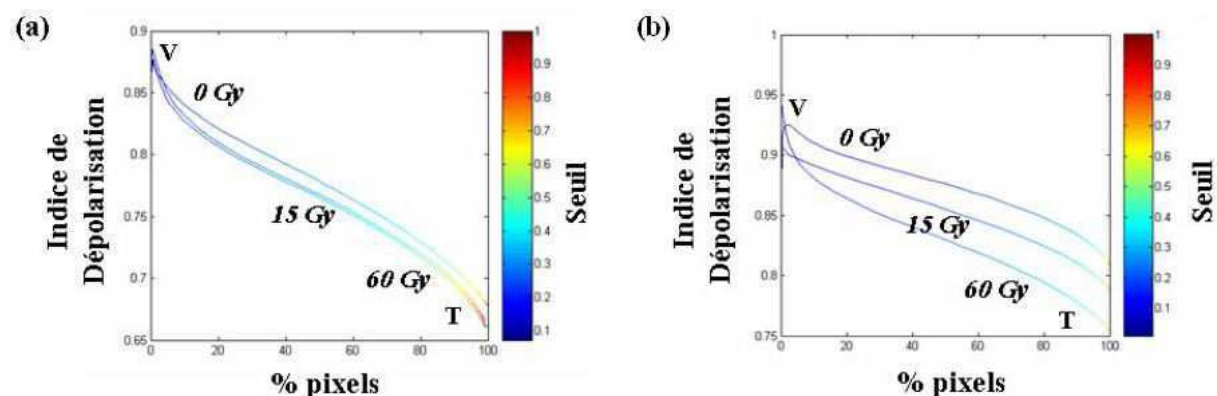 (a)
Indice de
Dépolarisation
0.9
0.85
0.8
0.75
0.7
0.65
V
0 Gy
15 Gy
60 Gy
T
0 20 40 60 80 100
% pixels
1
0.9
0.8
0.7
0.6
0.5
0.4
0.3
0.2
0.1
Seuil
(b)
Indice de
Dépolarisation
1
0.95
0.9
0.85
0.8
0.75
V
0 Gy
15 Gy
60 Gy
T
0 20 40 60 80 100
% pixels
1
0.9
0.8
0.7
0.6
0.5
0.4
0.3
0.2
0.1
Seuil